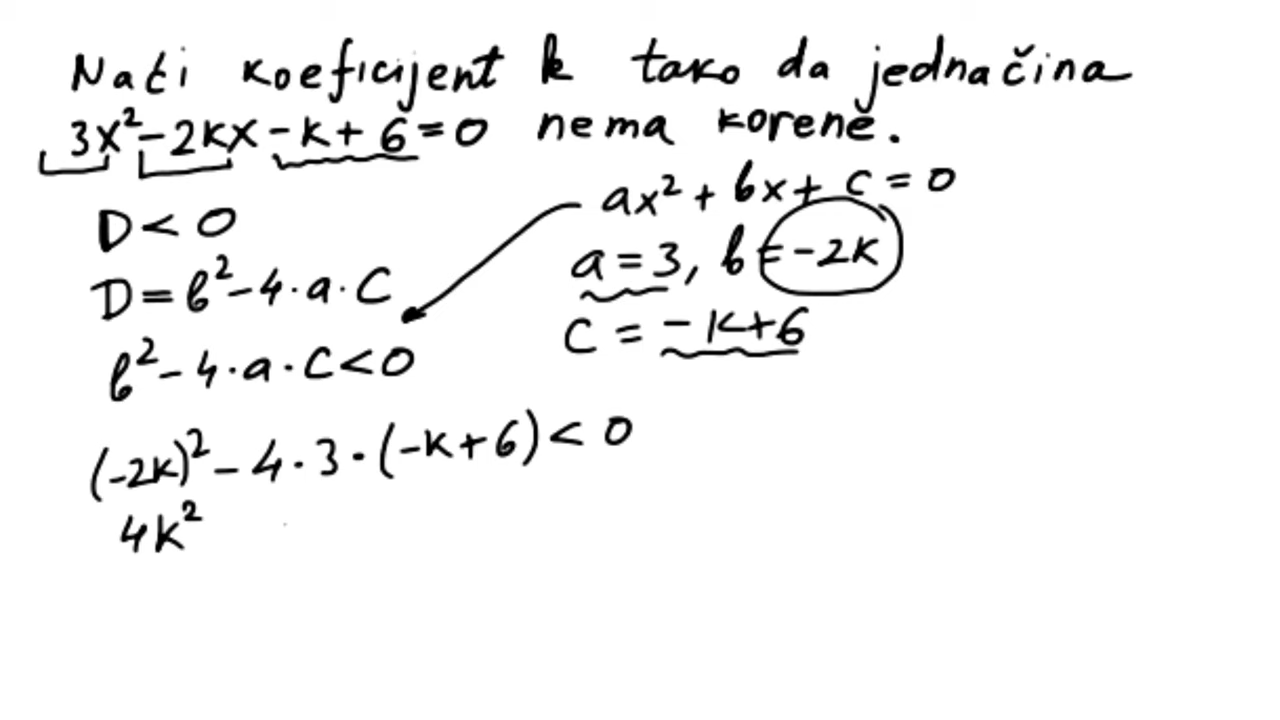 Naći koeficijent k tako da jednačina
3x² - 2kx - k + 6 = 0 nema korene.
D < 0
D = b² - 4 · a · C
b² - 4 · a · C < 0
ax² + bx + c = 0
a = 3, b = -2k
C = -k + 6
(-2k)² - 4 · 3 · (-k + 6) < 0
4k²